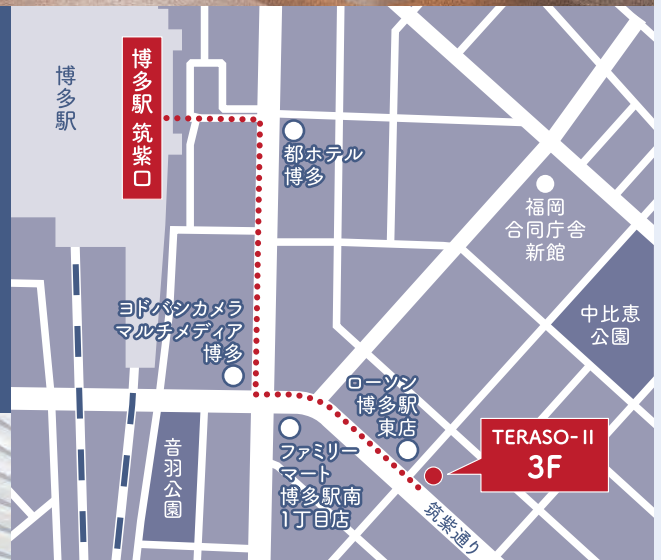 博多駅
博多駅 筑紫口
都ホテル
博多
福岡
合同庁舎
新館
中比恵
公園
ヨドバシカメラ
マルチメディア
博多
ローソン
博多駅
東店
TERASO-II
3F
ファミリー
マート
博多駅南
1丁目店
音羽公園
筑紫通り